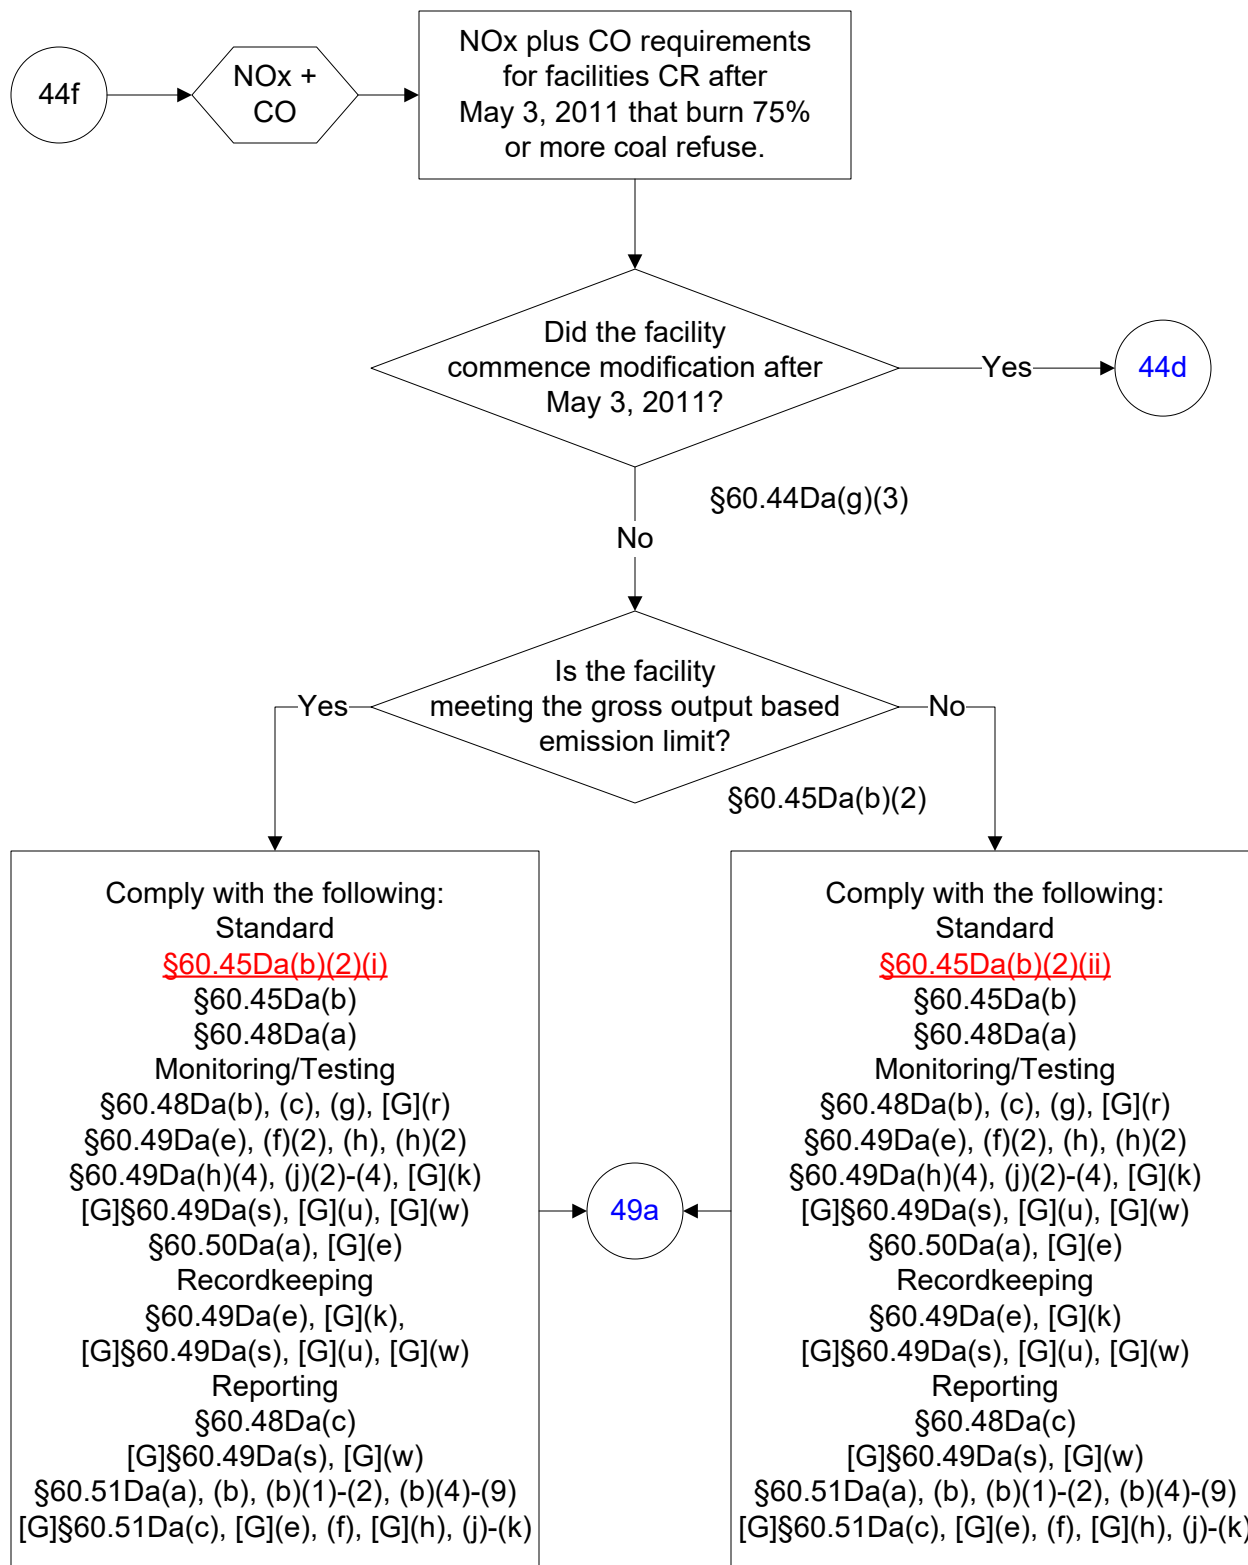 44f
NOx +
CO
NOx plus CO requirements
for facilities CR after
May 3, 2011 that burn 75%
or more coal refuse.
Did the facility
commence modification after
May 3, 2011?
Yes
44d
§60.44Da(g)(3)
No
Is the facility
meeting the gross output based
emission limit?
Yes
No
§60.45Da(b)(2)
Comply with the following:
Standard
§60.45Da(b)(2)(i)
§60.45Da(b)
§60.48Da(a)
Monitoring/Testing
§60.48Da(b), (c), (g), [G](r)
§60.49Da(e), (f)(2), (h), (h)(2)
§60.49Da(h)(4), (j)(2)-(4), [G](k)
[G]§60.49Da(s), [G](u), [G](w)
§60.50Da(a), [G](e)
Recordkeeping
§60.49Da(e), [G](k),
[G]§60.49Da(s), [G](u), [G](w)
Reporting
§60.48Da(c)
[G]§60.49Da(s), [G](w)
§60.51Da(a), (b), (b)(1)-(2), (b)(4)-(9)
[G]§60.51Da(c), [G](e), (f), [G](h), (j)-(k)
49a
Comply with the following:
Standard
§60.45Da(b)(2)(ii)
§60.45Da(b)
§60.48Da(a)
Monitoring/Testing
§60.48Da(b), (c), (g), [G](r)
§60.49Da(e), (f)(2), (h), (h)(2)
§60.49Da(h)(4), (j)(2)-(4), [G](k)
[G]§60.49Da(s), [G](u), [G](w)
§60.50Da(a), [G](e)
Recordkeeping
§60.49Da(e), [G](k)
[G]§60.49Da(s), [G](u), [G](w)
Reporting
§60.48Da(c)
[G]§60.49Da(s), [G](w)
§60.51Da(a), (b), (b)(1)-(2), (b)(4)-(9)
[G]§60.51Da(c), [G](e), (f), [G](h), (j)-(k)